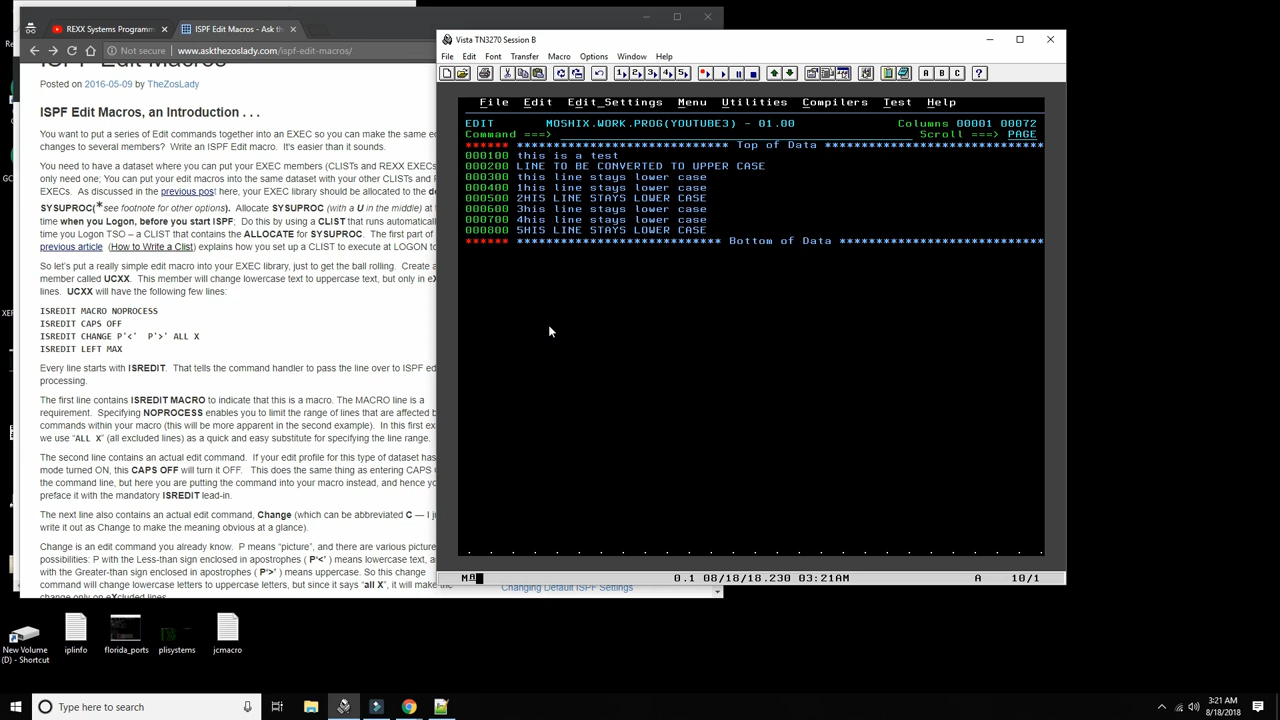 REXX Systems Programm
ISPF Edit Macros - Ask the
Not secure
www.askthezoslady.com/ispf-edit-macros/
ISPF Edit Macros
Posted on 2016-05-09 by TheZosLady
ISPF Edit Macros, an Introduction . . .
You want to put a series of Edit commands together into an EXEC so you can make the same ed
changes to several members? Write an ISPF Edit macro. It's easier than it sounds.
You need to have a dataset where you can put your EXEC members (CLISTs and REXX EXECs
only need one; You can put your edit macros into the same dataset with your other CLISTs and
EXECs. As discussed in the previous post here, your EXEC library should be allocated to the d
SYSUPROC(*see footnote for other options). Allocate SYSUPROC (with a U in the middle) at
time when you Logon, before you start ISPF; Do this by using a CLIST that runs automatically
time you Logon TSO – a CLIST that contains the ALLOCATE for SYSUPROC. The first part of
previous article (How to Write a Clist) explains how you set up a CLIST to execute at LOGON to
So let's put a really simple edit macro into your EXEC library, just to get the ball rolling. Create a
member called UCXX. This member will change lowercase text to uppercase text, but only in eX
lines. UCXX will have the following few lines:
ISREDIT MACRO NOPROCESS
ISREDIT CAPS OFF
ISREDIT CHANGE P'<' P'>' ALL X
ISREDIT LEFT MAX
Every line starts with ISREDIT. That tells the command handler to pass the line over to ISPF ed
processing.
The first line contains ISREDIT MACRO to indicate that this is a macro. The MACRO line is a
requirement. Specifying NOPROCESS enables you to limit the range of lines that are affected b
commands within your macro (this will be more apparent in the second example). In this first ex
we use "ALL X" (all excluded lines) as a quick and easy substitute for specifying the line range.
The second line contains an actual edit command. If your edit profile for this type of dataset has
mode turned ON, this CAPS OFF will turn it OFF. This does the same thing as entering CAPS
the command line, but here you are putting the command into your macro instead, and hence yo
preface it with the mandatory ISREDIT lead-in.
The next line also contains an actual edit command, Change (which can be abbreviated C — I j
write it out as Change to make the meaning obvious at a glance).
Change is an edit command you already know. P means "picture", and there are various picture
possibilities: P with the Less-than sign enclosed in apostrophes ( P'<' ) means lowercase text, a
with the Greater-than sign enclosed in apostrophes ( P'>' ) means uppercase. So this change
command will change lowercase letters to uppercase letters, but since it says "all X", it will mak
change only on eXcluded lines.
Changing Default ISPF Settings
Vista TN3270 Session B
File Edit Font Transfer Macro Options Window Help
1 2 3 4 5 A B C ?
File Edit Edit_Settings Menu Utilities Compilers Test Help
EDIT MOSHIX.WORK.PROG(YOUTUBE3) - 01.00 Columns 00001 00072
Command ===> Scroll ===> PAGE
****** *************************** Top of Data ****************************
000100 this is a test
000200 LINE TO BE CONVERTED TO UPPER CASE
000300 this line stays lower case
000400 1his line stays lower case
000500 2HIS LINE STAYS LOWER CASE
000600 3his line stays lower case
000700 4his line stays lower case
000800 5HIS LINE STAYS LOWER CASE
****** ************************** Bottom of Data **************************
0.1 08/18/18.230 03:21AM A 10/1
New Volume
(D) - Shortcut
iplinfo
florida_ports
plisystems
jcmacro
Type here to search
3:21 AM
8/18/2018